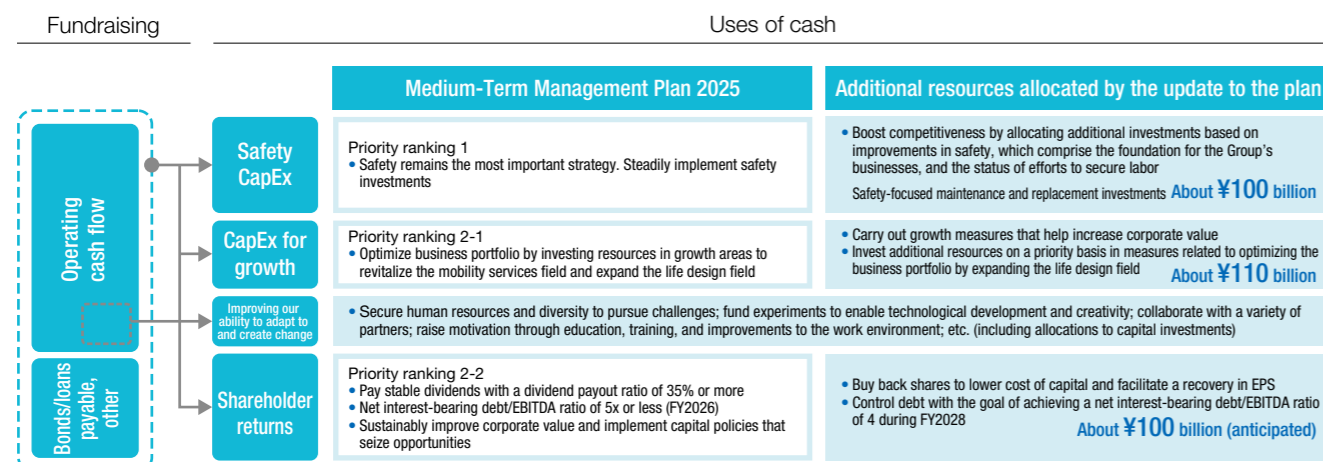 Fundraising
Uses of cash
Medium-Term Management Plan 2025
Additional resources allocated by the update to the plan
Operating
cash flow
Bonds/loans
payable,
other
Safety
CapEx
Priority ranking 1
• Safety remains the most important strategy. Steadily implement safety
investments
• Boost competitiveness by allocating additional investments based on
improvements in safety, which comprise the foundation for the Group's
businesses, and the status of efforts to secure labor
Safety-focused maintenance and replacement investments About ¥100 billion
CapEx for
growth
Priority ranking 2-1
• Optimize business portfolio by investing resources in growth areas to
revitalize the mobility services field and expand the life design field
• Carry out growth measures that help increase corporate value
• Invest additional resources on a priority basis in measures related to optimizing the
business portfolio by expanding the life design field
About ¥110 billion
Improving our
ability to adapt to
and create change
• Secure human resources and diversity to pursue challenges; fund experiments to enable technological development and creativity; collaborate with a variety of
partners; raise motivation through education, training, and improvements to the work environment; etc. (including allocations to capital investments)
Shareholder
returns
Priority ranking 2-2
• Pay stable dividends with a dividend payout ratio of 35% or more
• Net interest-bearing debt/EBITDA ratio of 5x or less (FY2026)
• Sustainably improve corporate value and implement capital policies that
seize opportunities
• Buy back shares to lower cost of capital and facilitate a recovery in EPS
• Control debt with the goal of achieving a net interest-bearing debt/EBITDA ratio
of 4 during FY2028
About ¥100 billion (anticipated)